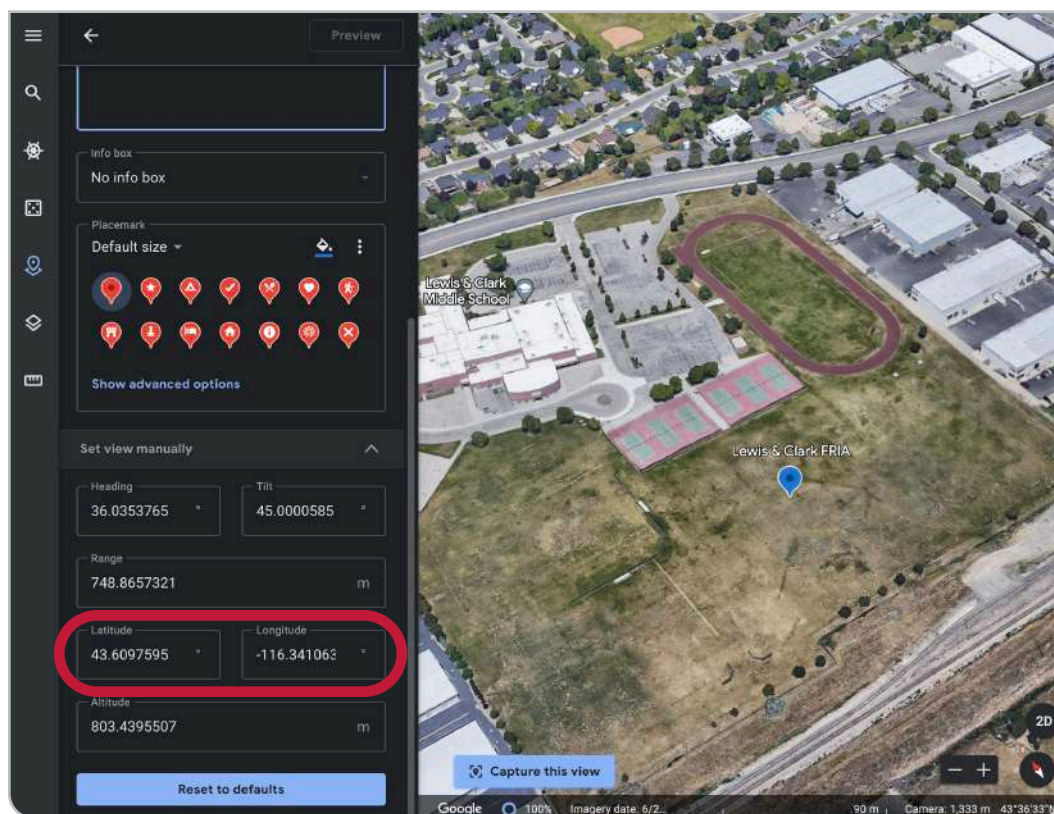 Preview
Info box
No info box
Placemark
Default size
Show advanced options
Set view manually
Heading
36.0353765 °
Tilt
45.0000585 °
Range
748.8657321 m
Latitude
43.6097595 °
Longitude
-116.341063 °
Altitude
803.4395507 m
Reset to defaults
Lewis & Clark
Middle School
Lewis & Clark FRIA
2D
Capture this view
Google 100% Imagery date: 6/2... 90 m Camera: 1,333 m 43°36'33"N